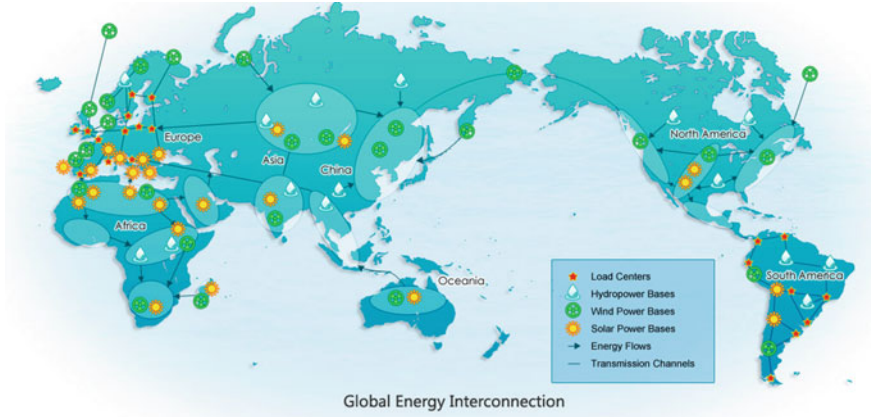 Europe
North America
Asia
China
Africa
Oceania
South America
Load Centers
Hydropower Bases
Wind Power Bases
Solar Power Bases
Energy Flows
Transmission Channels
Global Energy Interconnection